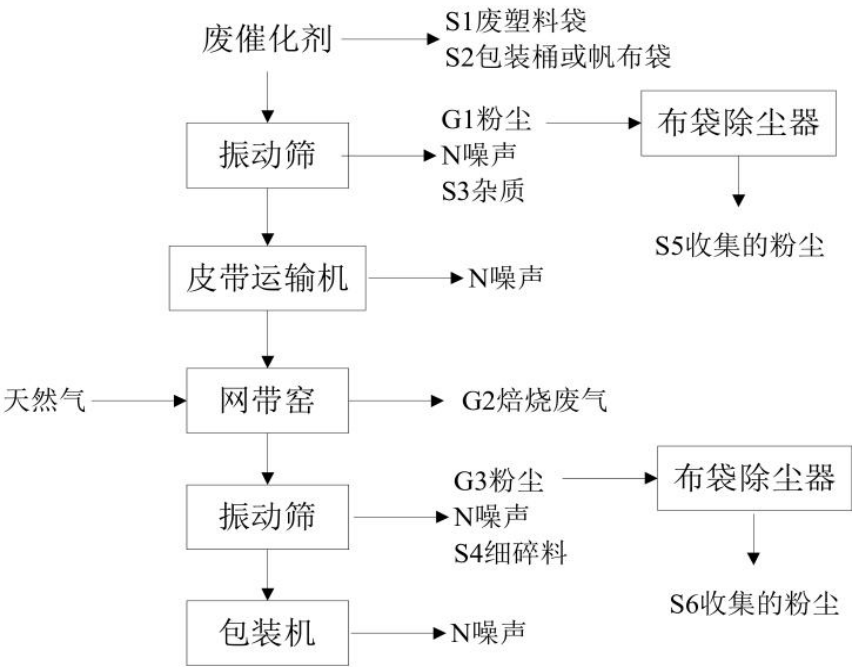 废催化剂
S1废塑料袋
S2包装桶或帆布袋
振动筛
G1粉尘
N噪声
S3杂质
布袋除尘器
S5收集的粉尘
皮带运输机
N噪声
天然气
网带窑
G2焙烧废气
振动筛
G3粉尘
N噪声
S4细碎料
布袋除尘器
S6收集的粉尘
包装机
N噪声